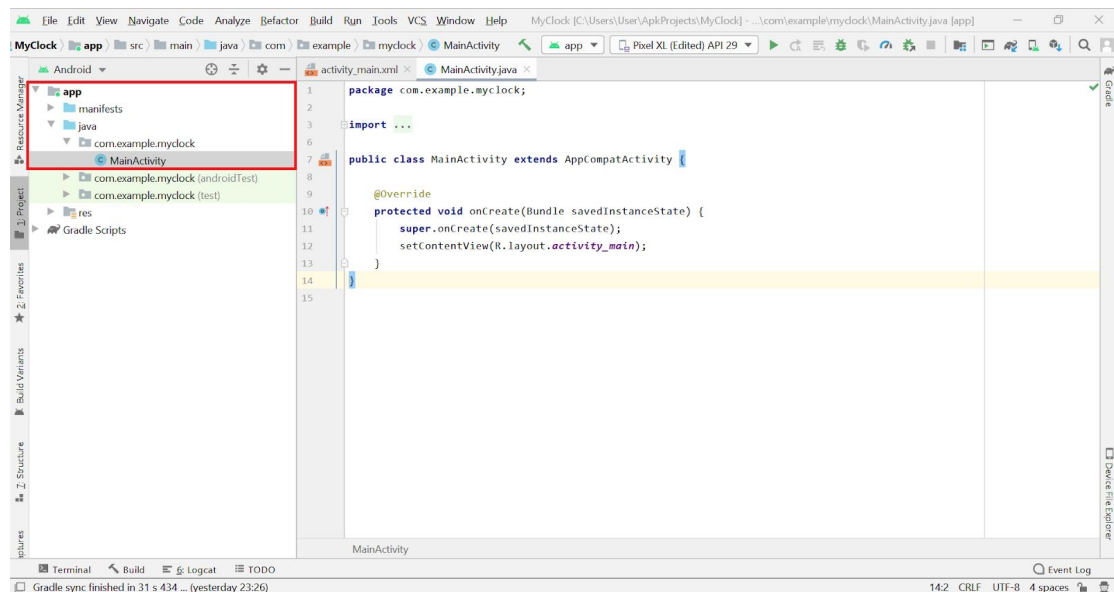 File Edit View Navigate Code Analyze Refactor Build Run Tools VCS Window Help MyClock [C:\Users\User\ApkProjects\MyClock] - ...\com\example\myclock\MainActivity.java [app]
MyClock app src main java com example myclock MainActivity app Pixel XL (Edited) API 29
Android
activity_main.xml MainActivity.java
Resource Manager
1: Project
2: Favorites
Build Variants
7: Structure
ptures
app
manifests
java
com.example.myclock
MainActivity
com.example.myclock (androidTest)
com.example.myclock (test)
res
Gradle Scripts
1 package com.example.myclock;
2
3 import ...
6
7 public class MainActivity extends AppCompatActivity {
8
9 @Override
10 protected void onCreate(Bundle savedInstanceState) {
11 super.onCreate(savedInstanceState);
12 setContentView(R.layout.activity_main);
13 }
14 }
15
MainActivity
Gradle
Device File Explorer
Terminal Build 6: Logcat TODO Event Log
Gradle sync finished in 31 s 434 ... (yesterday 23:26) 14:2 CRLF UTF-8 4 spaces